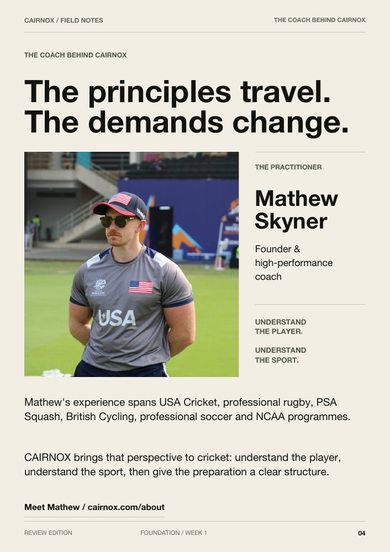 CAIRNOX / FIELD NOTES
THE COACH BEHIND CAIRNOX
THE COACH BEHIND CAIRNOX
The principles travel.
The demands change.
USA
THE PRACTITIONER
Mathew
Skyner
Founder &
high-performance
coach
UNDERSTAND
THE PLAYER.
UNDERSTAND
THE SPORT.
Mathew's experience spans USA Cricket, professional rugby, PSA
Squash, British Cycling, professional soccer and NCAA programmes.
CAIRNOX brings that perspective to cricket: understand the player,
understand the sport, then give the preparation a clear structure.
Meet Mathew / cairnox.com/about
REVIEW EDITION
FOUNDATION / WEEK 1
04